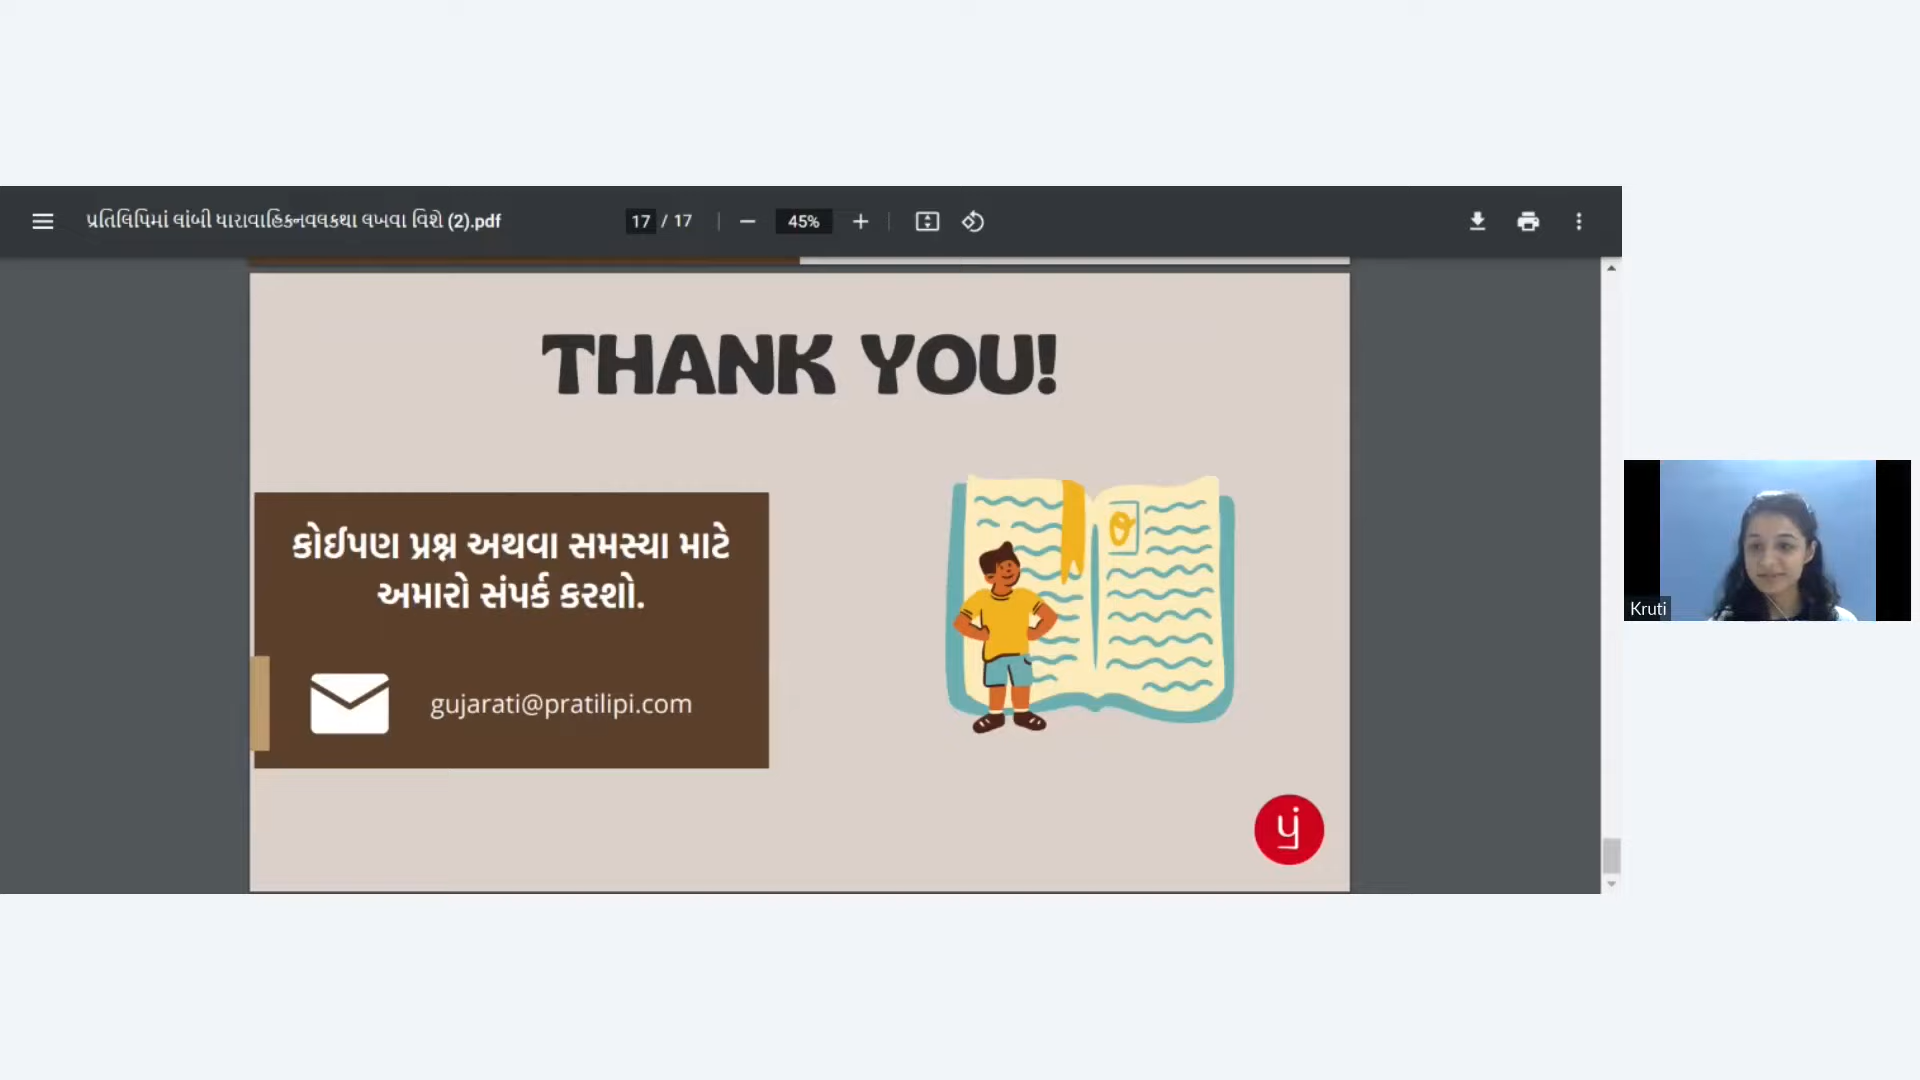 પ્રતિલિપિમાં લાંબી ધારાવાહિકનવલકથા લખવા વિશે (2).pdf
17 / 17
45%
THANK YOU!
કોઈપણ પ્રશ્ન અથવા સમસ્યા માટે
અમારો સંપર્ક કરશો.
gujarati@pratilipi.com
Kruti